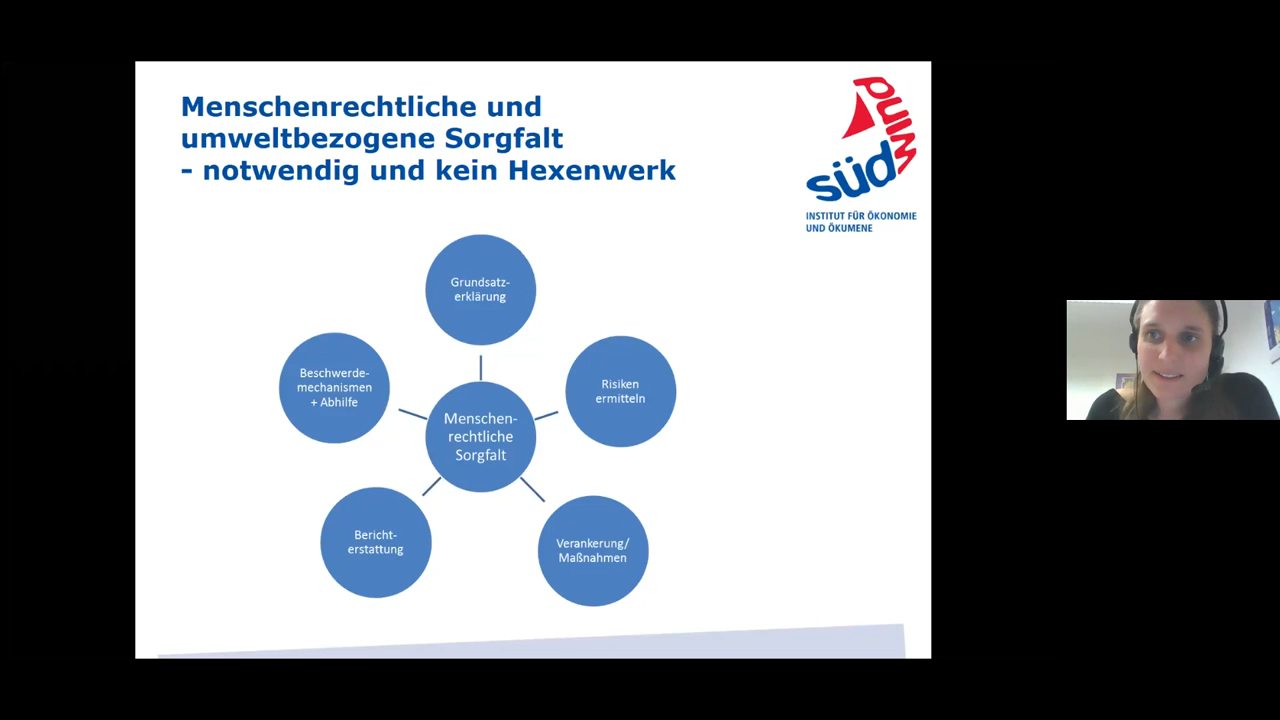 Menschenrechtliche und
umweltbezogene Sorgfalt
- notwendig und kein Hexenwerk
süd
wind
INSTITUT FÜR ÖKONOMIE
UND ÖKUMENE
Grundsatz-
erklärung
Beschwerde-
mechanismen
+ Abhilfe
Risiken
ermitteln
Menschen-
rechtliche
Sorgfalt
Bericht-
erstattung
Verankerung/
Maßnahmen